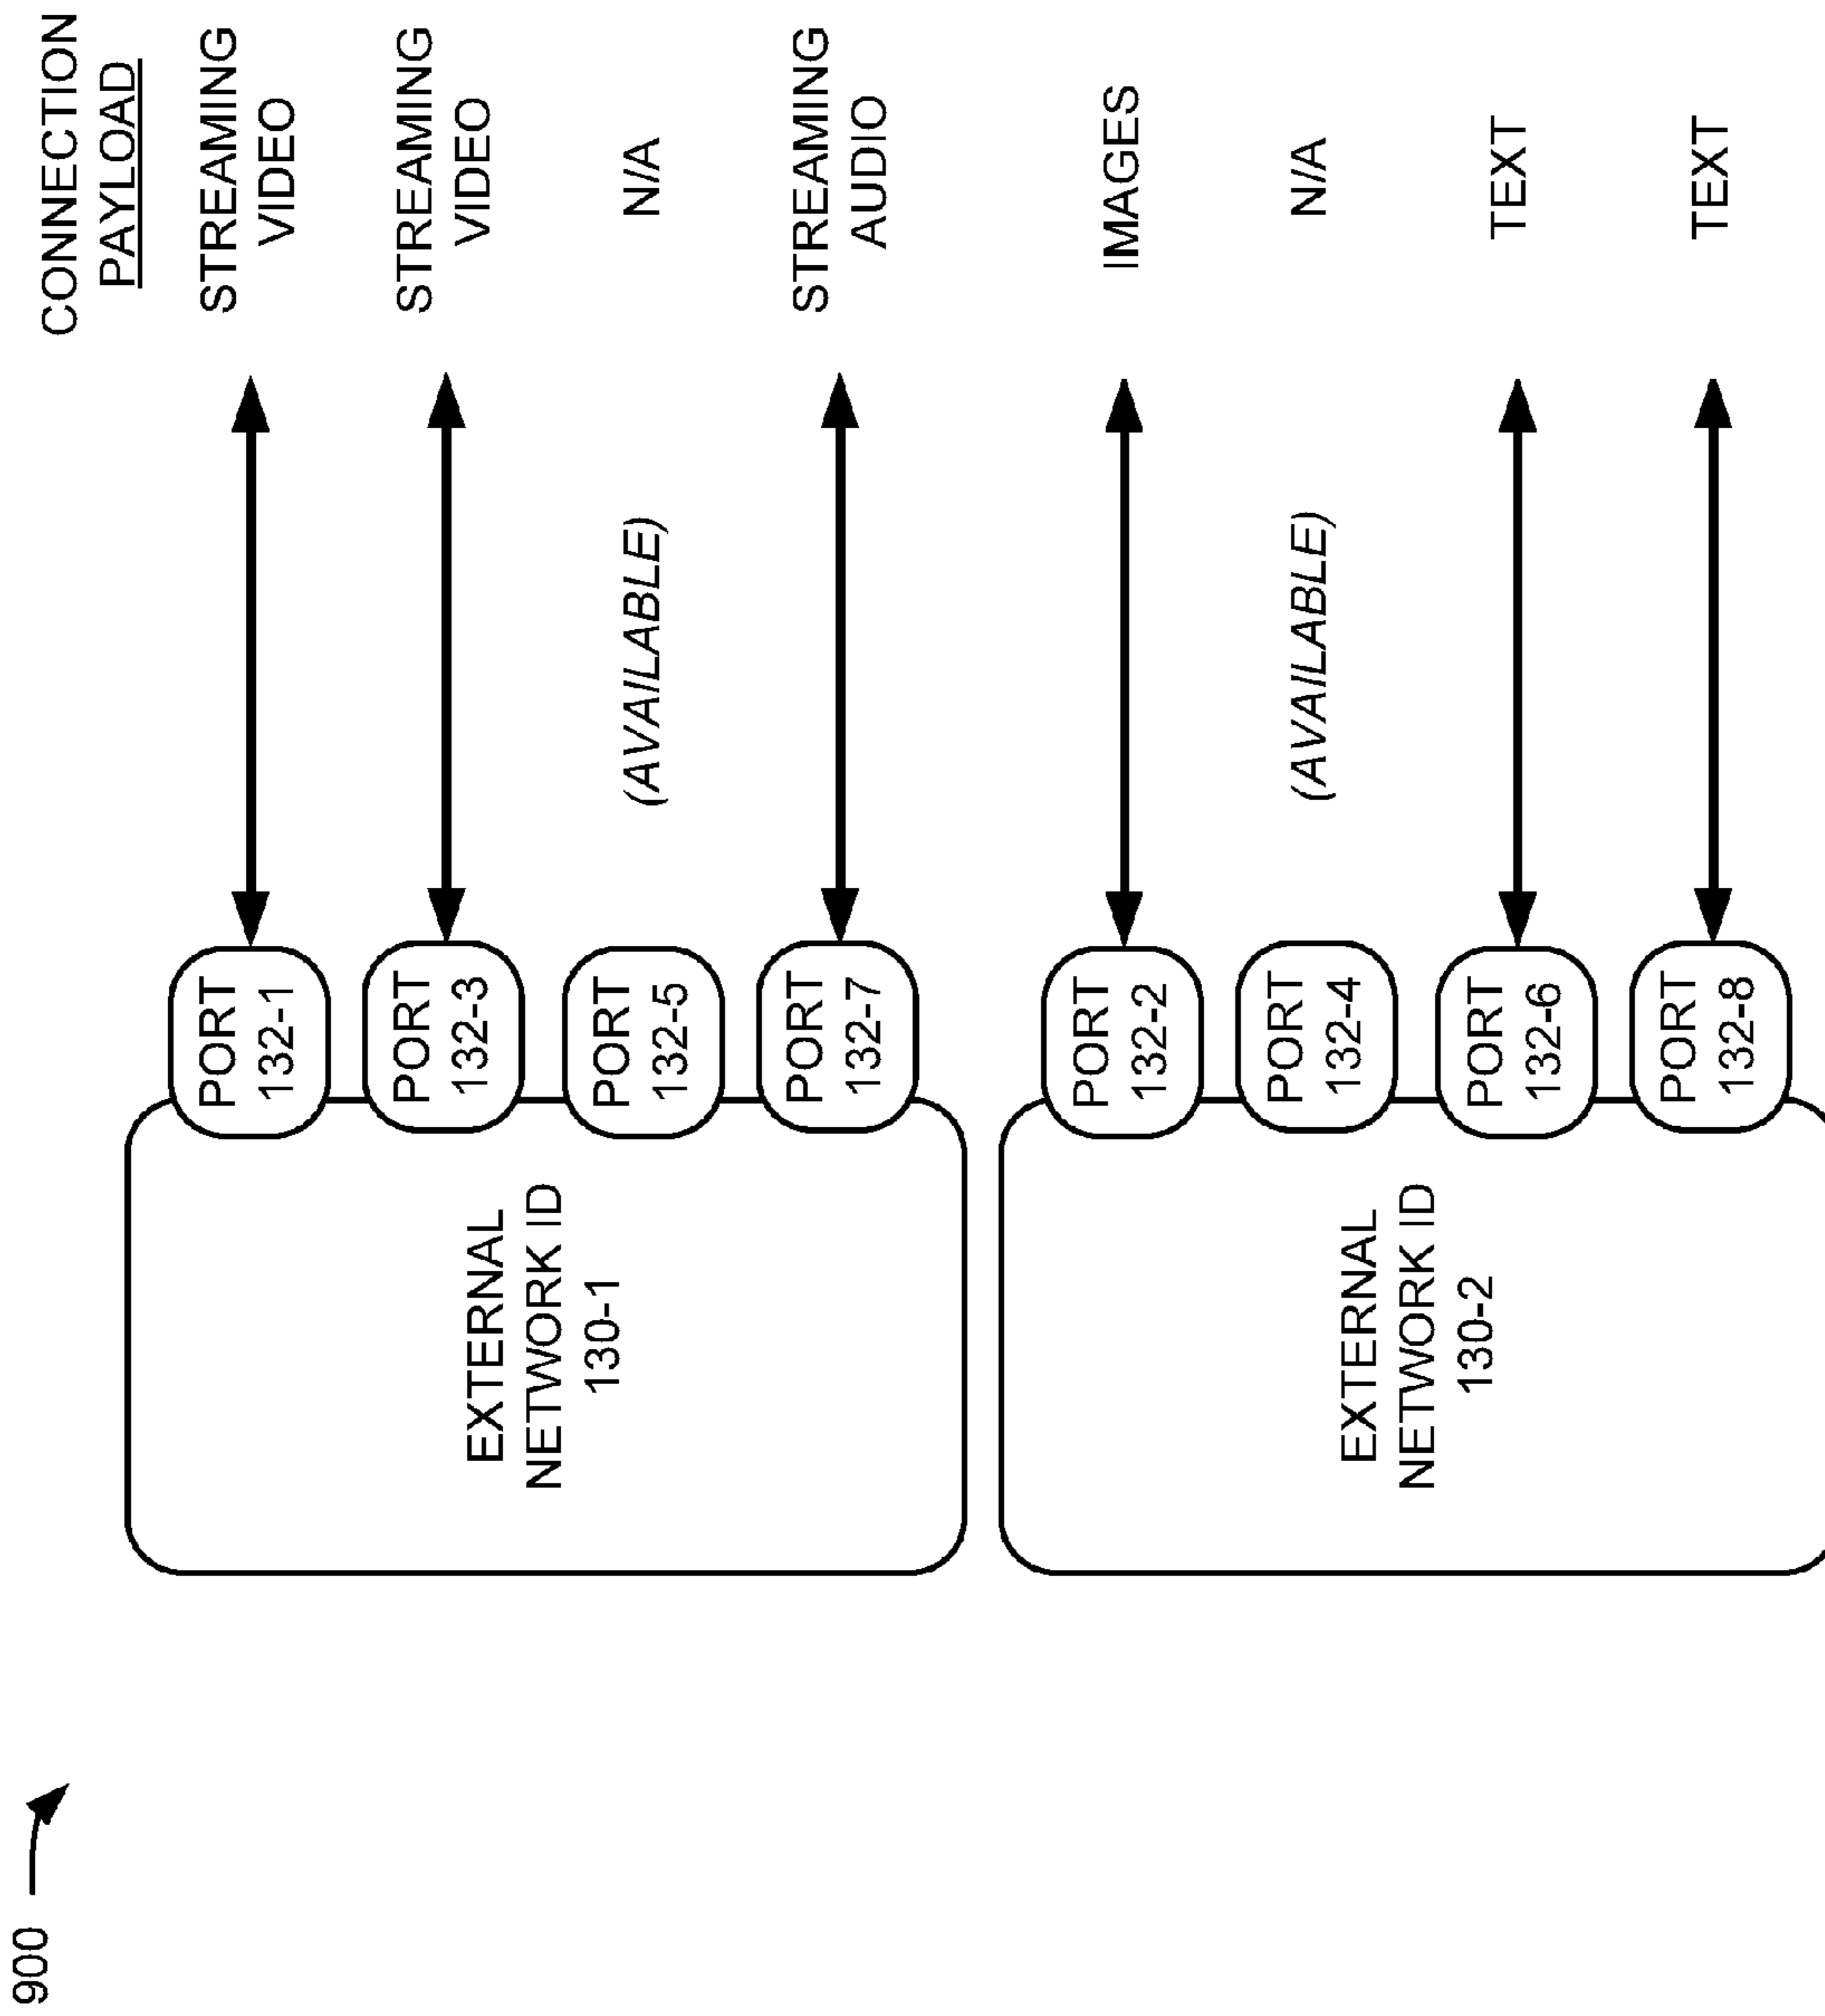 900
CONNECTION
PAYLOAD
EXTERNAL
NETWORK ID
130-1
PORT
132-1
STREAMING
VIDEO
PORT
132-3
STREAMING
VIDEO
PORT
132-5
(AVAILABLE)
N/A
PORT
132-7
STREAMING
AUDIO
EXTERNAL
NETWORK ID
130-2
PORT
132-2
IMAGES
PORT
132-4
(AVAILABLE)
N/A
PORT
132-6
TEXT
PORT
132-8
TEXT